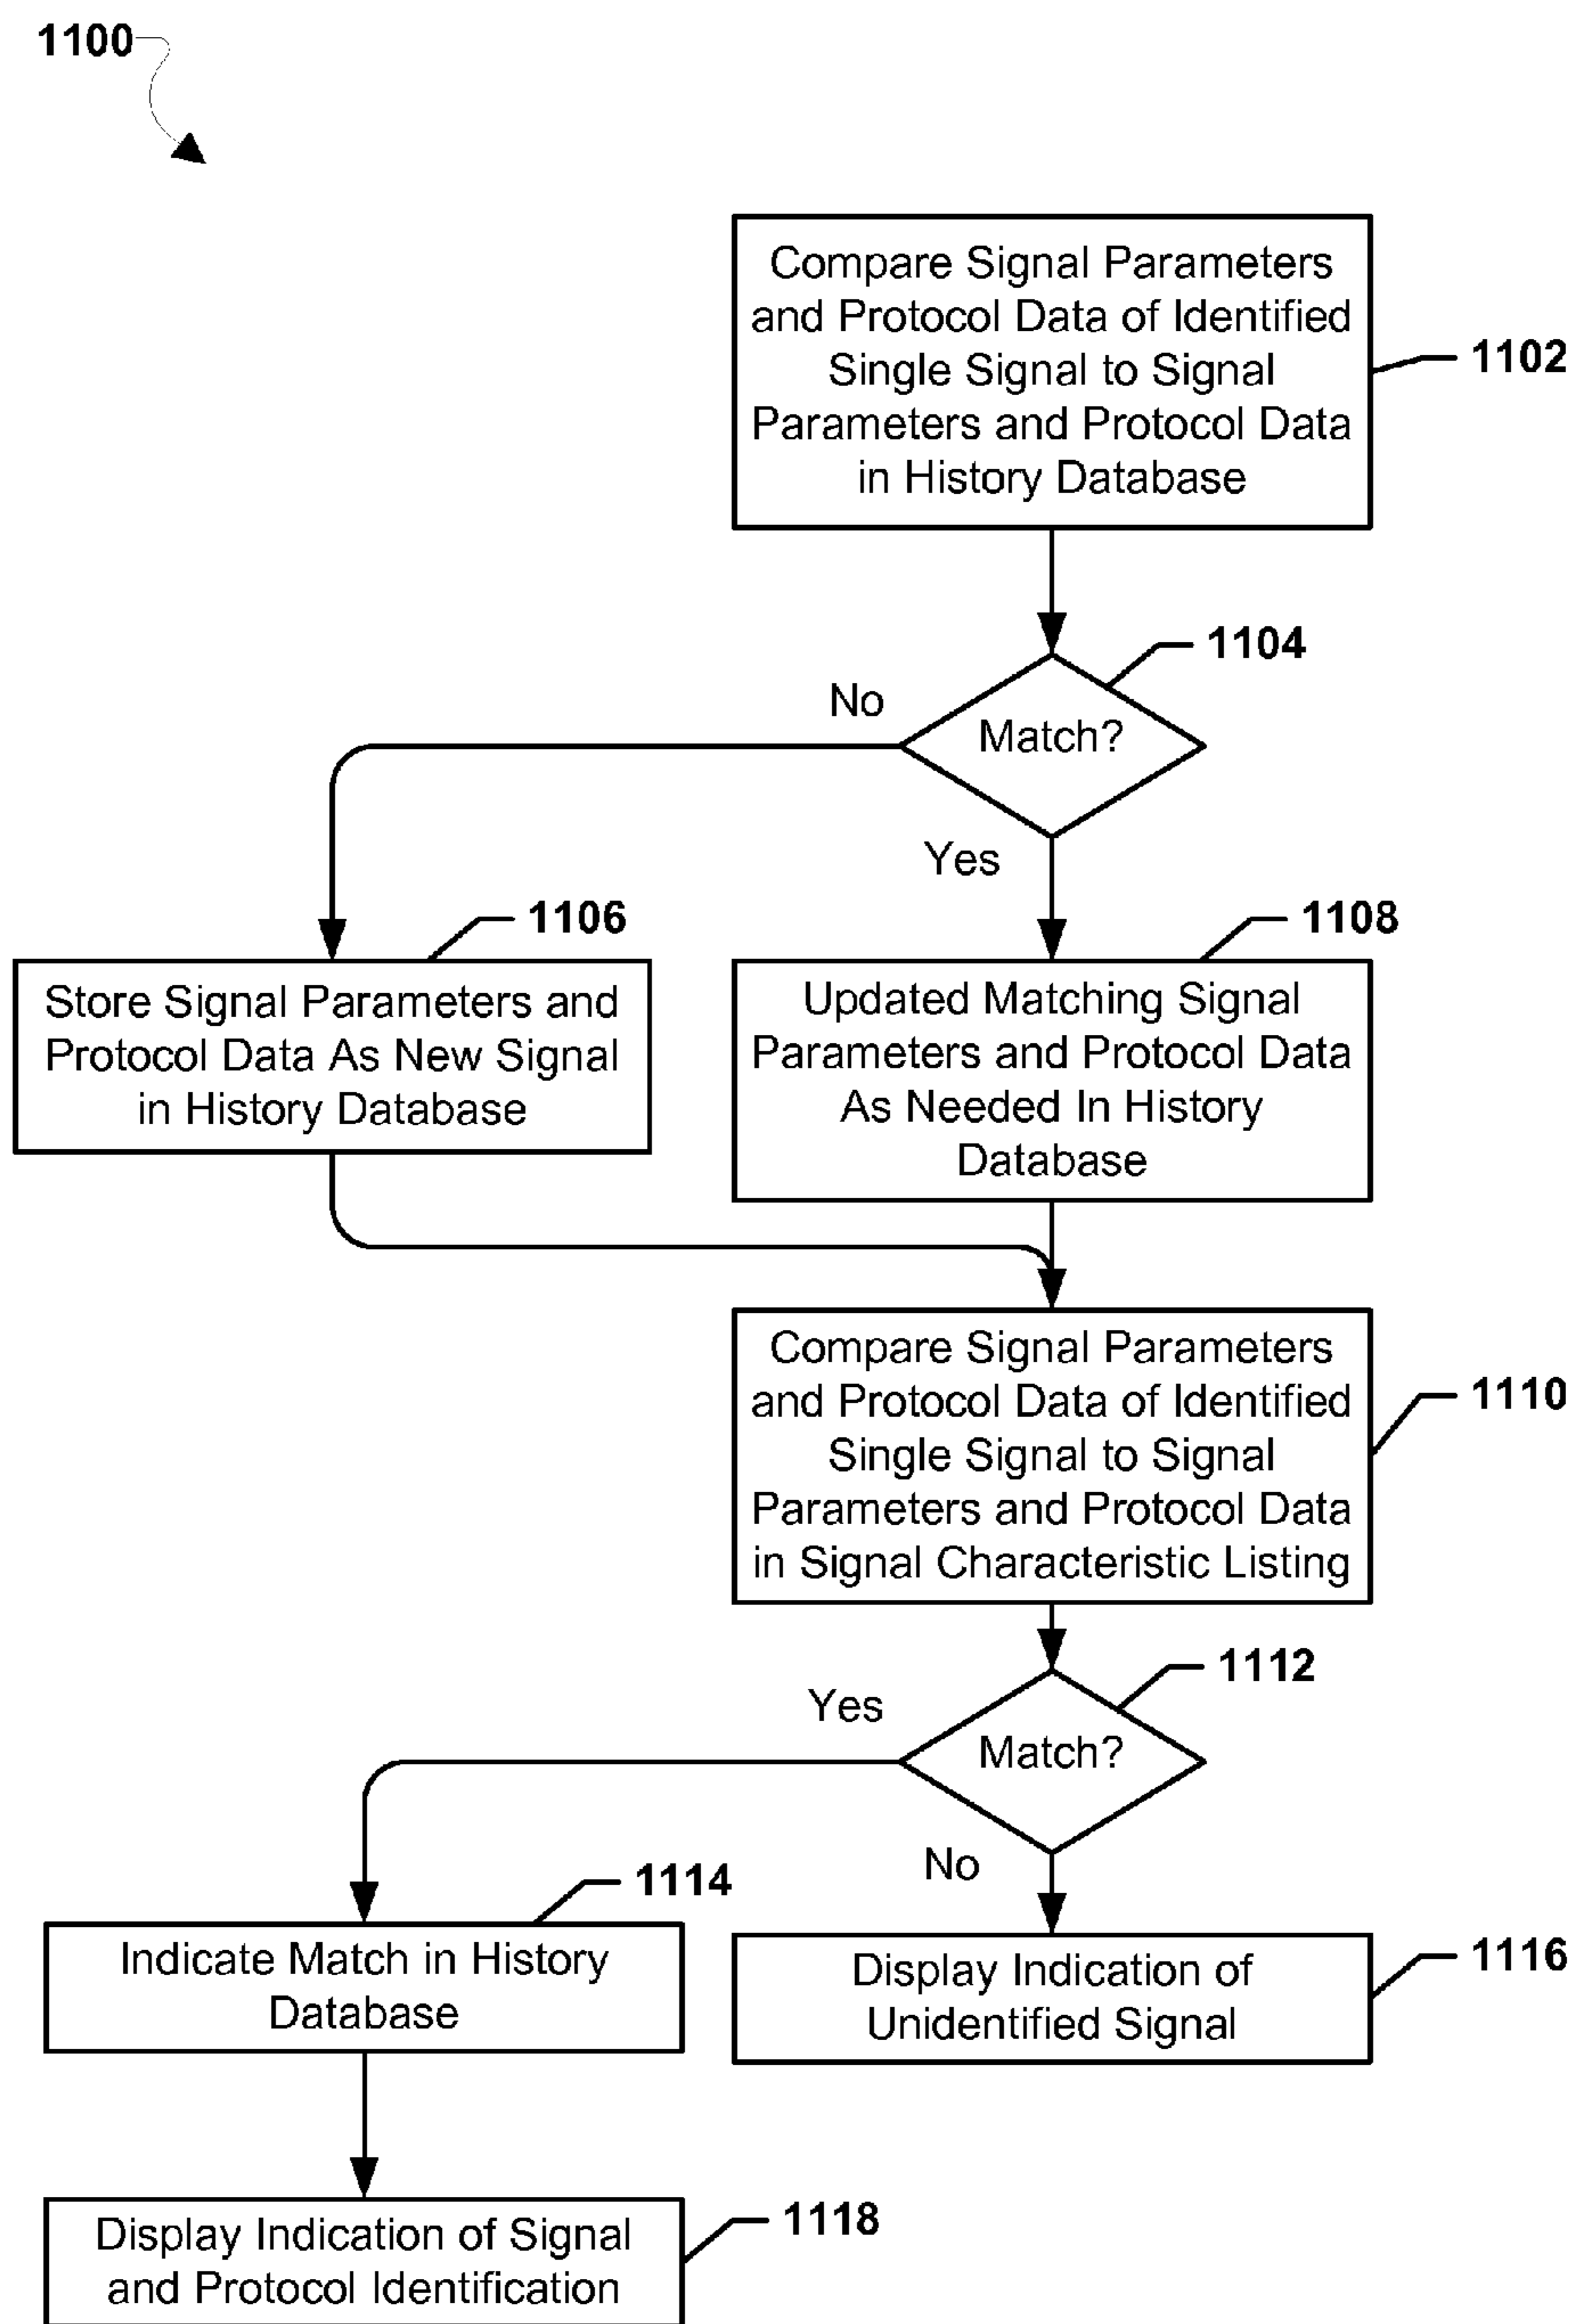 1100
Compare Signal Parameters
and Protocol Data of Identified
Single Signal to Signal
Parameters and Protocol Data
in History Database
1102
1104
No
Match?
Yes
1106
1108
Store Signal Parameters and
Protocol Data As New Signal
in History Database
Updated Matching Signal
Parameters and Protocol Data
As Needed In History
Database
Compare Signal Parameters
and Protocol Data of Identified
Single Signal to Signal
Parameters and Protocol Data
in Signal Characteristic Listing
1110
1112
Yes
Match?
No
1114
Indicate Match in History
Database
Display Indication of
Unidentified Signal
1116
Display Indication of Signal
and Protocol Identification
1118